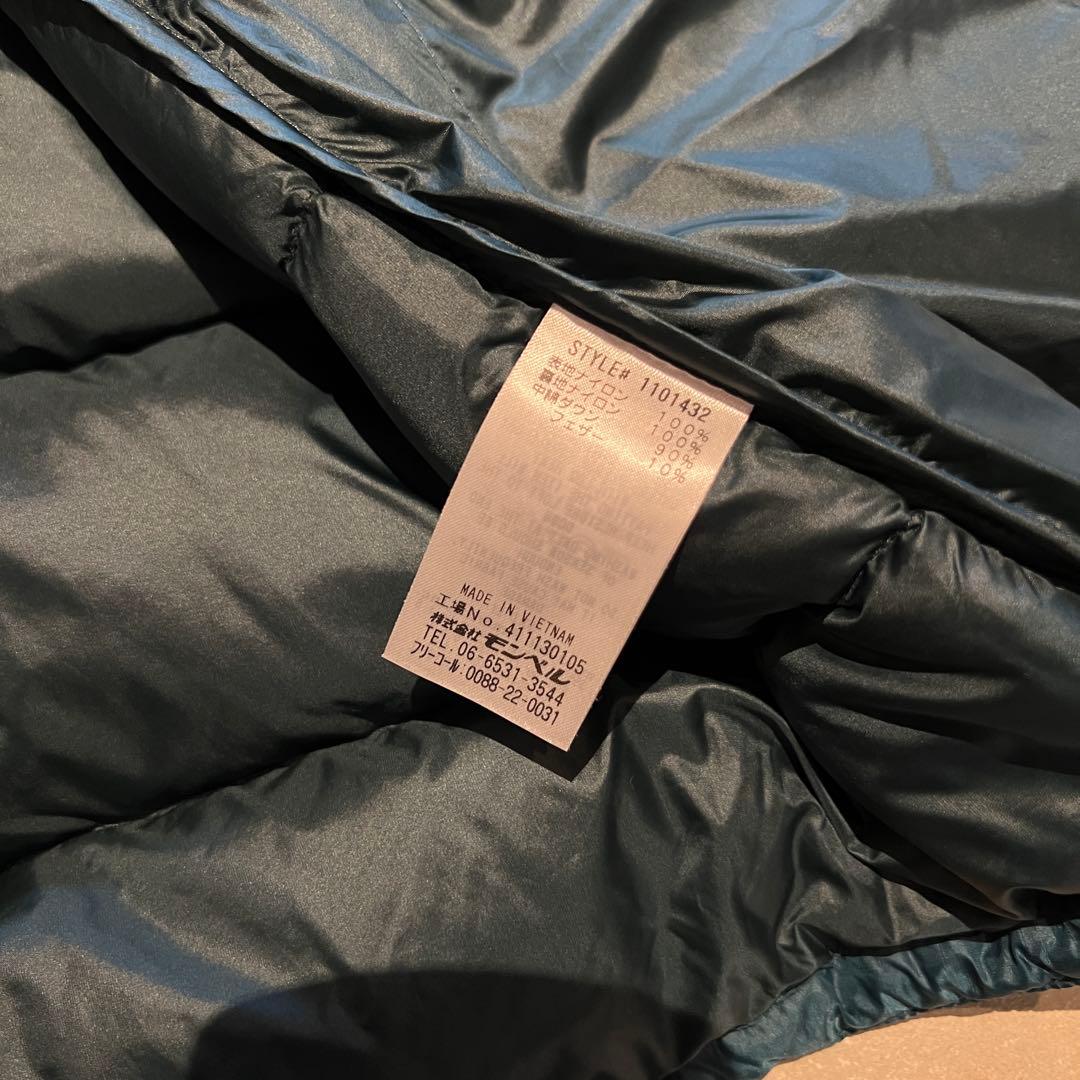 STYLE# 1101432
表地ナイロン 100%
裏地ナイロン 100%
中綿ダウン 90%
フェザー 10%
MADE IN VIETNAM
工場No.411130105
株式会社 モンベル
TEL.06-6531-3544
フリーコール:0088-22-0031